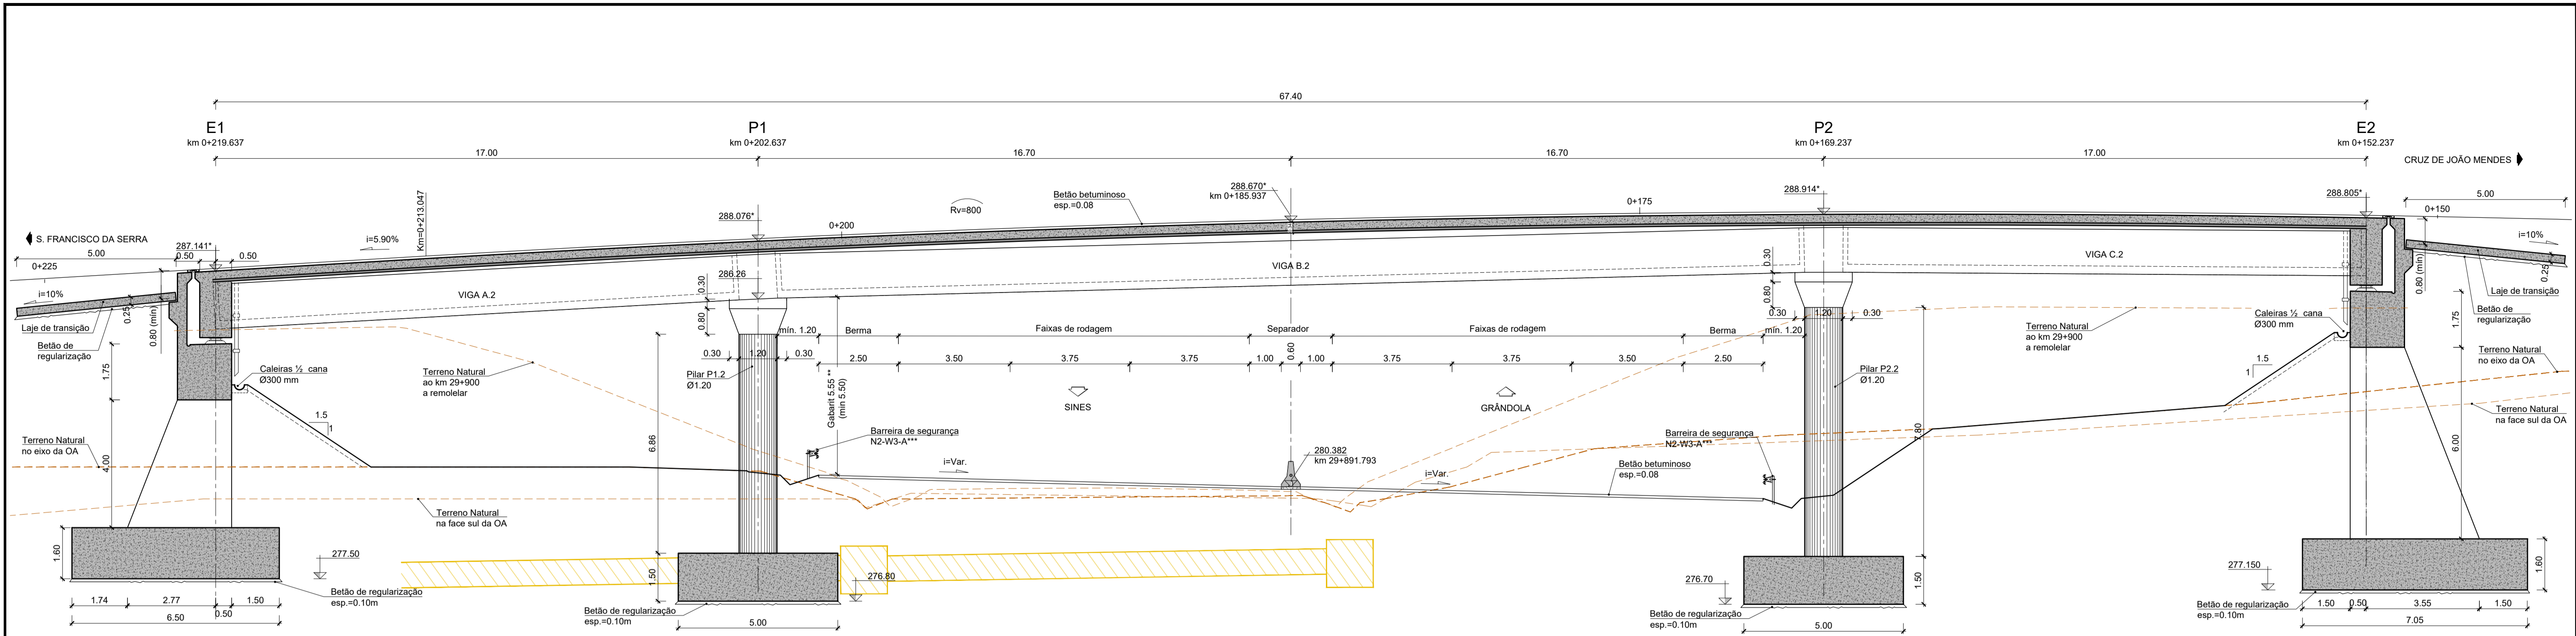 67.40
E1
km 0+219.637
P1
km 0+202.637
P2
km 0+169.237
E2
km 0+152.237
17.00
16.70
16.70
17.00
CRUZ DE JOÃO MENDES
S. FRANCISCO DA SERRA
5.00
0+225
i=10%
287.141*
0.50
0.50
i=5.90%
Km=0+213.047
288.076*
0+200
Rv=800
Betão betuminoso
esp.=0.08
288.670*
km 0+185.937
0+175
288.914*
288.805*
5.00
0+150
i=10%
0.25
0.80 (min)
Laje de transição
Betão de
regularização
0.25
0.80 (min)
Laje de transição
Betão de
regularização
VIGA A.2
286.26
VIGA B.2
VIGA C.2
0.30
0.80
0.30
0.80
mín. 1.20
Berma
Faixas de rodagem
Separador
Faixas de rodagem
Berma
mín. 1.20
0.30
1.20
0.30
2.50
3.50
3.75
3.75
1.00
0.60
1.00
3.75
3.75
3.50
2.50
0.30
1.20
0.30
Caleiras ½ cana
Ø300 mm
Terreno Natural
ao km 29+900
a remolelar
Pilar P1.2
Ø1.20
Gabarit 5.55 **
(min 5.50)
SINES
GRÂNDOLA
Pilar P2.2
Ø1.20
Terreno Natural
ao km 29+900
a remolelar
Caleiras ½ cana
Ø300 mm
1.75
4.00
1.5
1
1.5
1
1.75
6.00
Terreno Natural
no eixo da OA
Terreno Natural
no eixo da OA
Terreno Natural
na face sul da OA
Terreno Natural
na face sul da OA
6.86
7.80
Barreira de segurança
N2-W3-A***
i=Var.
280.382
km 29+891.793
i=Var.
Betão betuminoso
esp.=0.08
Barreira de segurança
N2-W3-A***
1.60
277.50
Betão de regularização
esp.=0.10m
1.74
2.77
0.50
1.50
6.50
1.50
276.80
Betão de regularização
esp.=0.10m
5.00
276.70
1.50
Betão de regularização
esp.=0.10m
5.00
277.150
1.60
Betão de regularização
esp.=0.10m
1.50
0.50
3.55
1.50
7.05